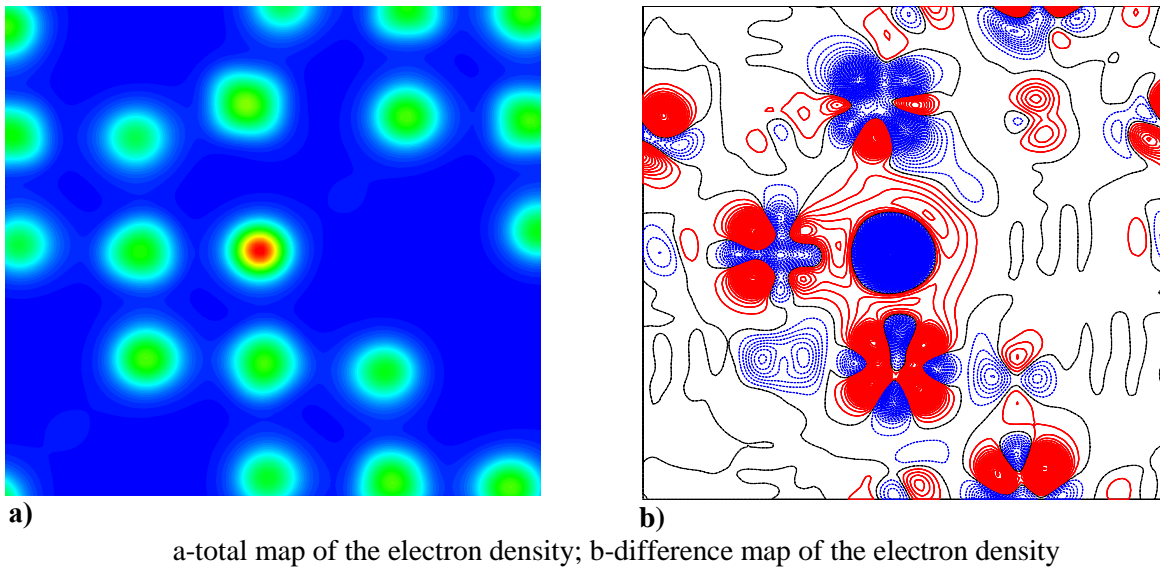 a)
b)
a-total map of the electron density; b-difference map of the electron density